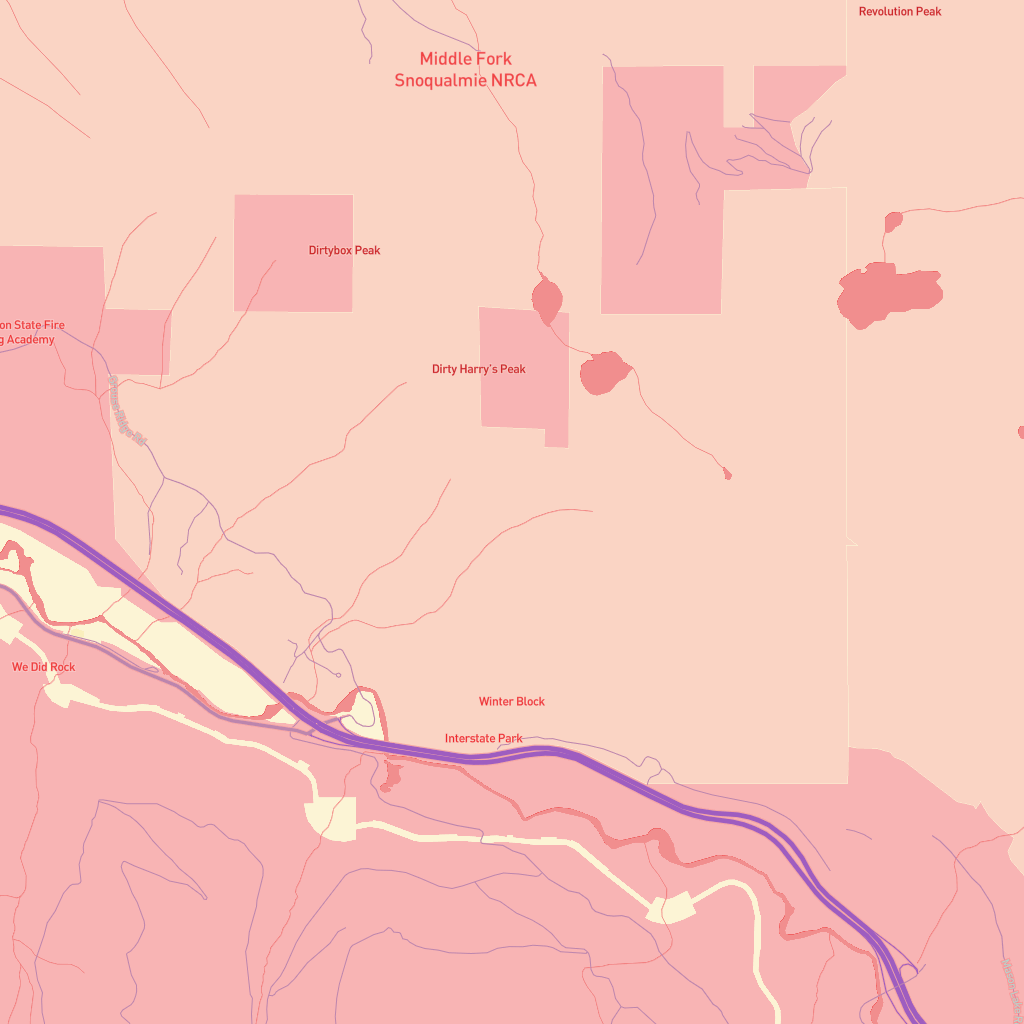 Revolution Peak
Middle Fork
Snoqualmie NRCA
Dirtybox Peak
on State Fire
g Academy
Dirty Harry's Peak
We Did Rock
Winter Block
Interstate Park